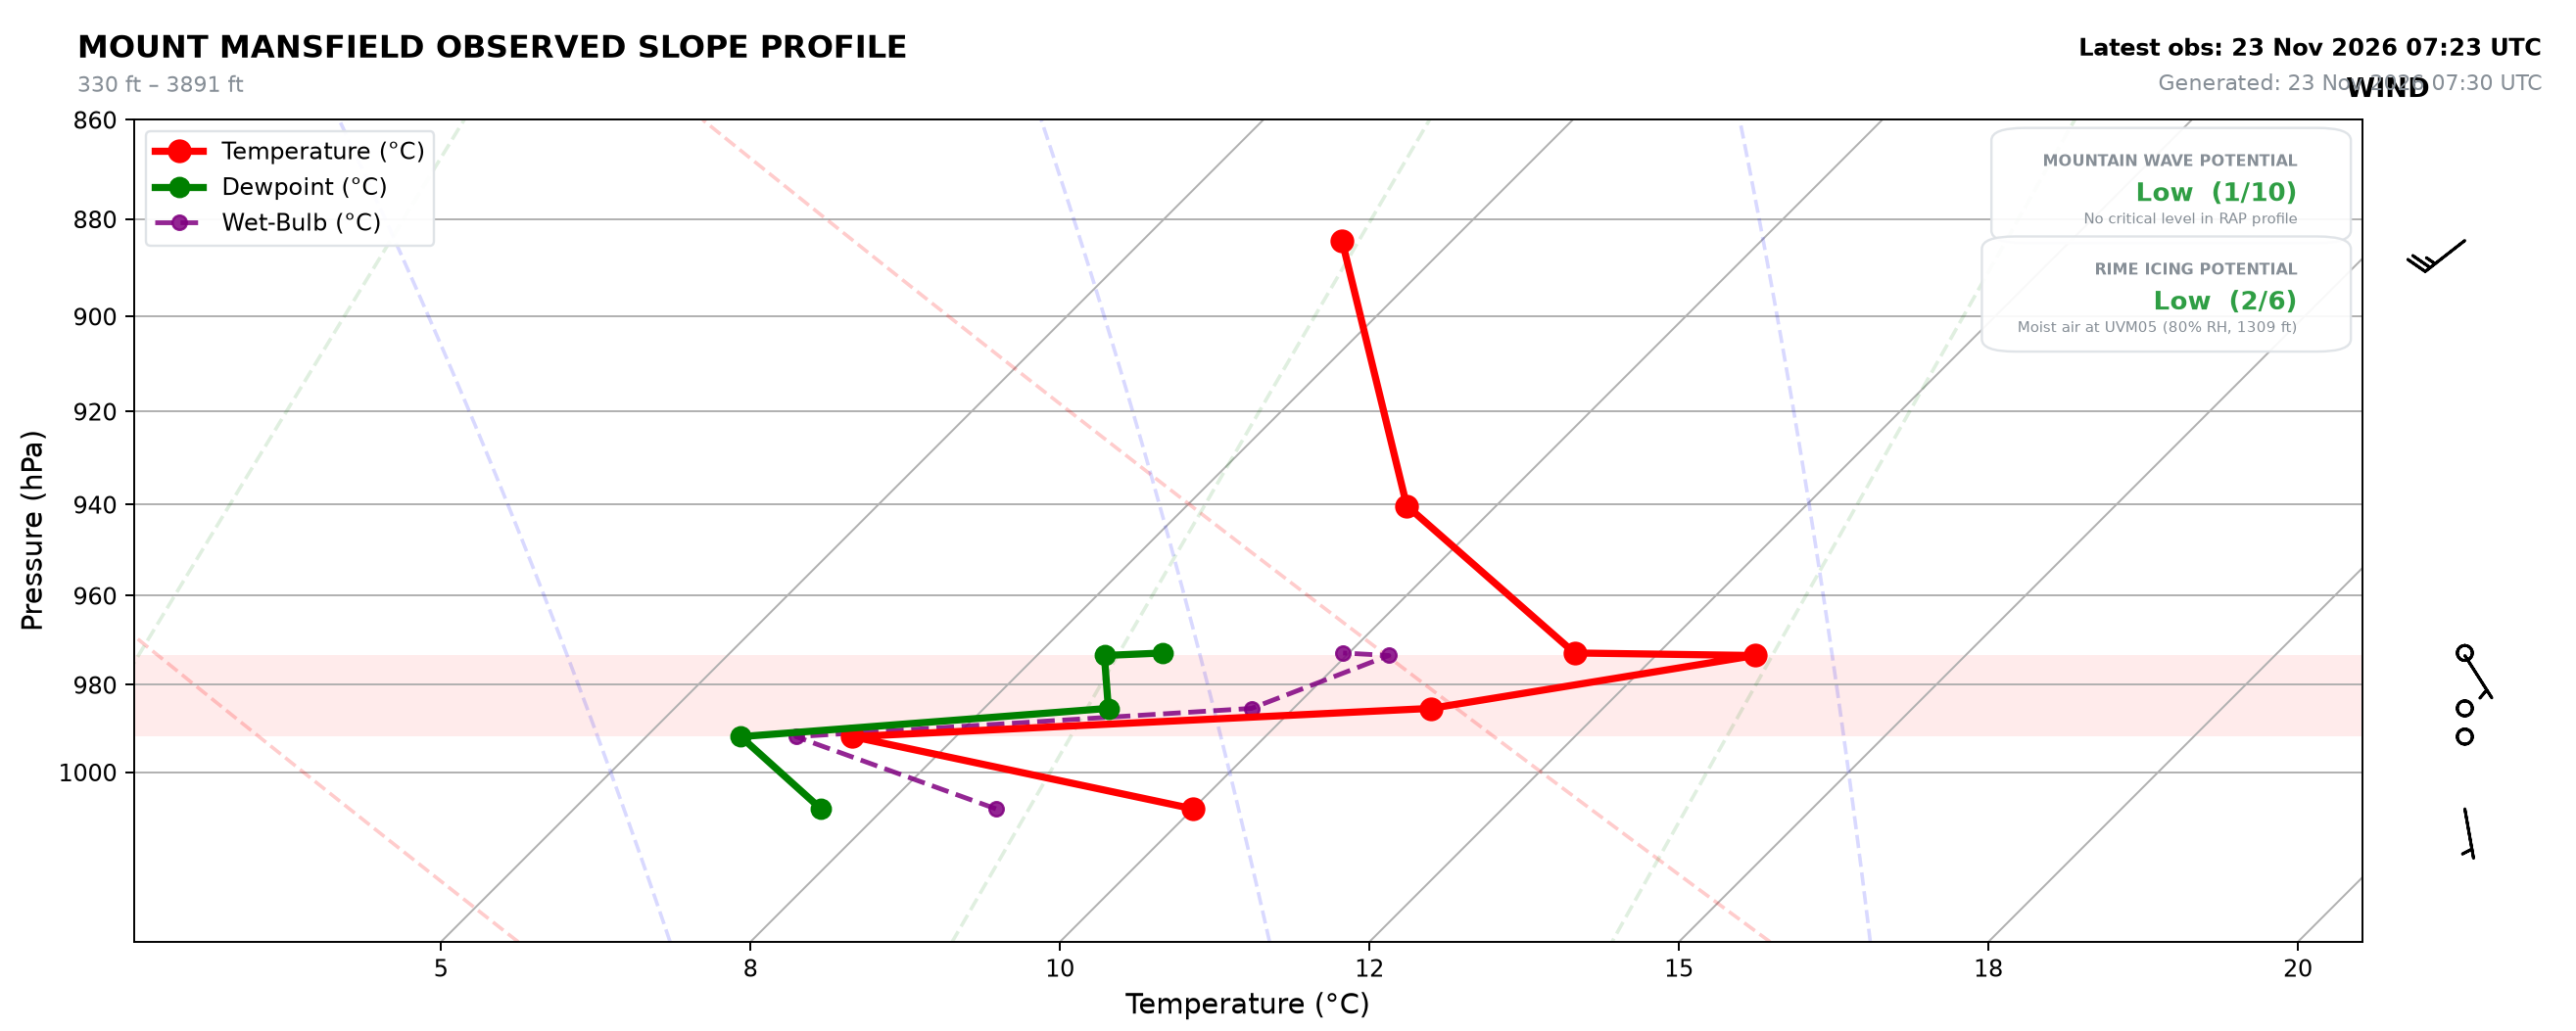 MOUNT MANSFIELD OBSERVED SLOPE PROFILE
Latest obs: 23 Nov 2026 07:23 UTC
330 ft – 3891 ft
Generated: 23 Nov 2026 07:30 UTC
WIND
Temperature (°C)
Dewpoint (°C)
Wet-Bulb (°C)
MOUNTAIN WAVE POTENTIAL
Low (1/10)
No critical level in RAP profile
RIME ICING POTENTIAL
Low (2/6)
Moist air at UVM05 (80% RH, 1309 ft)
Pressure (hPa)
860
880
900
920
940
960
980
1000
5 8 10 12 15 18 20
Temperature (°C)